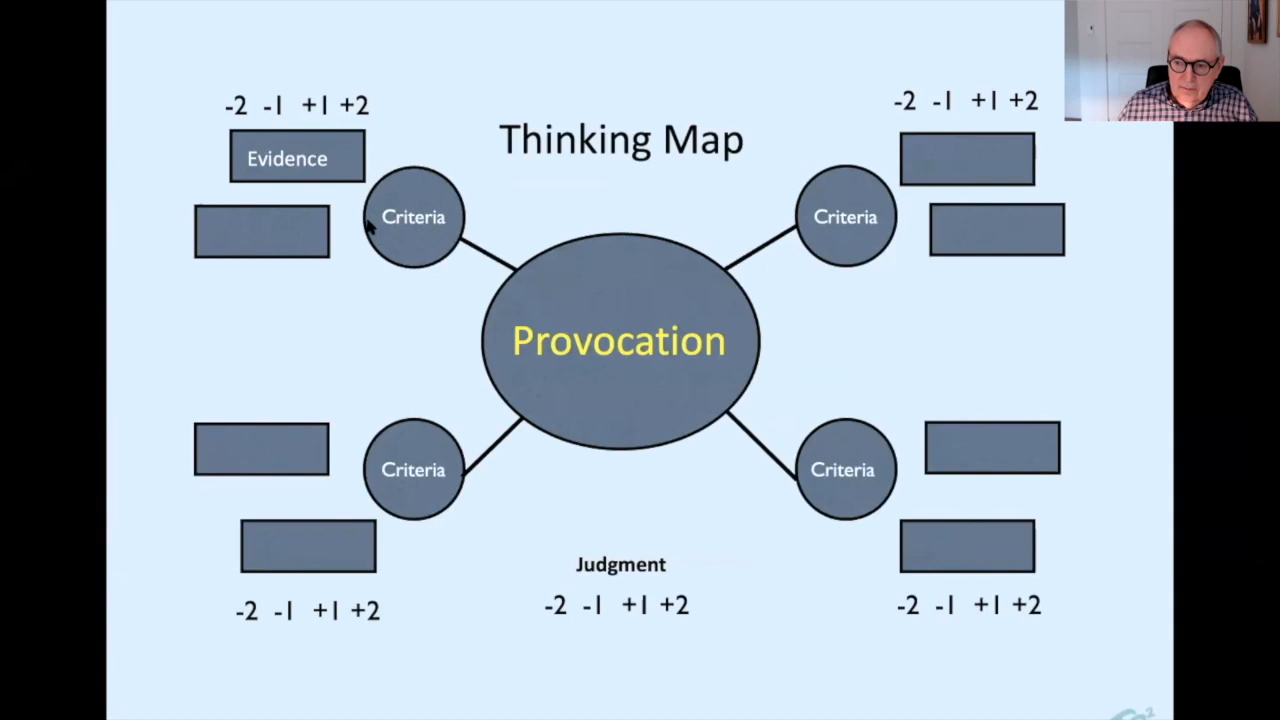 Thinking Map
-2 -1 +1 +2
Evidence
Criteria
-2 -1 +1 +2
Criteria
Provocation
Criteria
-2 -1 +1 +2
Criteria
-2 -1 +1 +2
Judgment
-2 -1 +1 +2